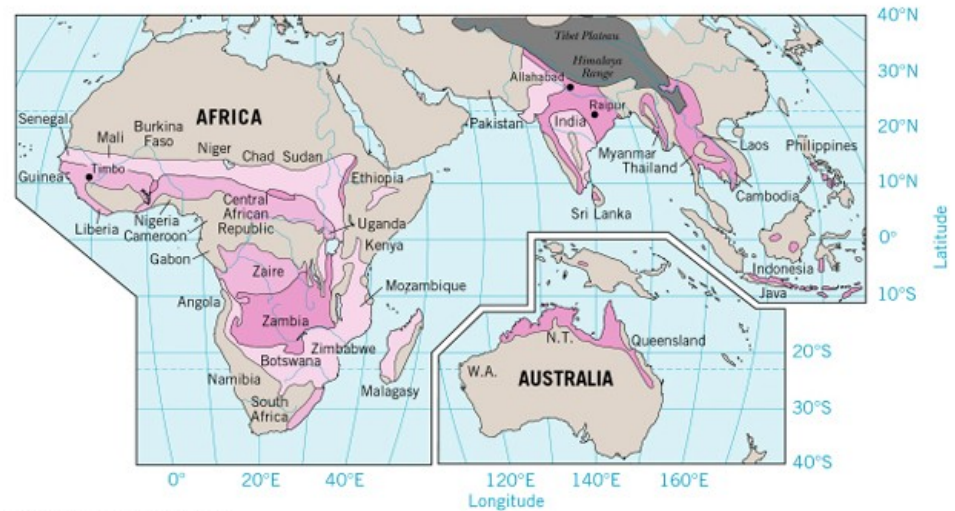 40°N
Tibet Plateau
Himalaya
Range
30°N
Allahabad
AFRICA
Raipur
Senegal
Pakistan
India
20°N
Mali
Burkina
Faso
Niger
Chad
Sudan
Myanmar
Thailand
Laos
Philippines
Guinea
Timbo
Ethiopia
10°N
Cambodia
Central
African
Republic
Sri Lanka
Liberia
Nigeria
Cameroon
Uganda
Kenya
0°
Latitude
Gabon
Zaire
Indonesia
Java
Mozambique
10°S
Angola
Zambia
N.T.
Queensland
Zimbabwe
Botswana
20°S
W.A.
AUSTRALIA
Namibia
Malagasy
South
Africa
30°S
40°S
0°
20°E
40°E
120°E
140°E
160°E
Longitude